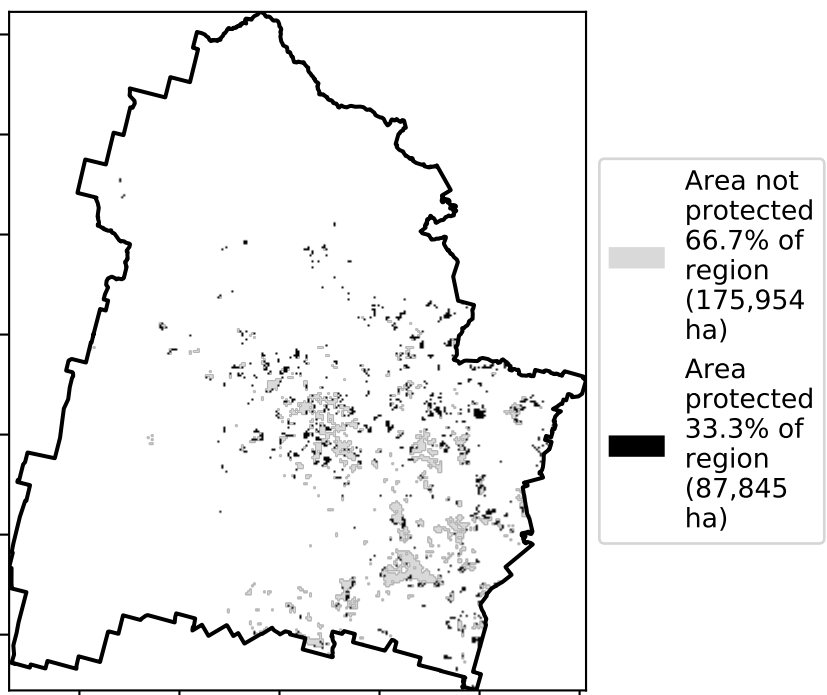 Area not
protected
66.7% of
region
(175,954
ha)
Area
protected
33.3% of
region
(87,845
ha)